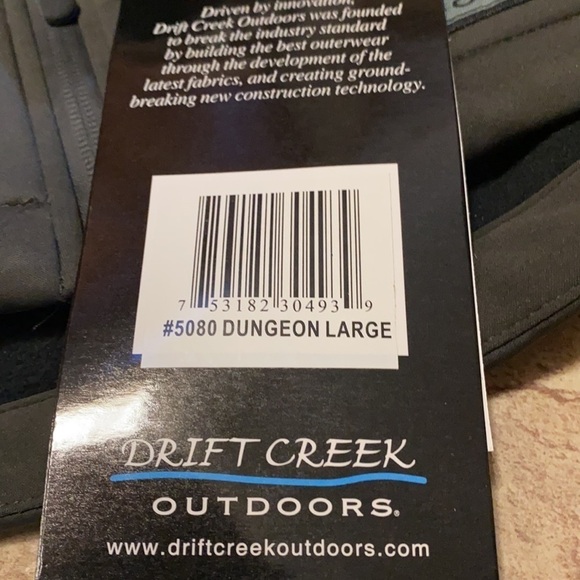 Driven by innovation,
Drift Creek Outdoors was founded
to break the industry standard
by building the best outerwear
through the development of the
latest fabrics, and creating ground-
breaking new construction technology.
7 53182 30493 9
#5080 DUNGEON LARGE
DRIFT CREEK
OUTDOORS®
www.driftcreekoutdoors.com